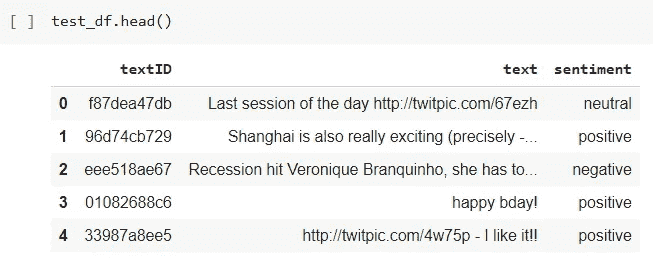 [ ] test_df.head()
textID text sentiment
0 f87dea47db Last session of the day http://twitpic.com/67ezh neutral
1 96d74cb729 Shanghai is also really exciting (precisely -... positive
2 eee518ae67 Recession hit Veronique Branquinho, she has to... negative
3 01082688c6 happy bday! positive
4 33987a8ee5 http://twitpic.com/4w75p - I like it!! positive